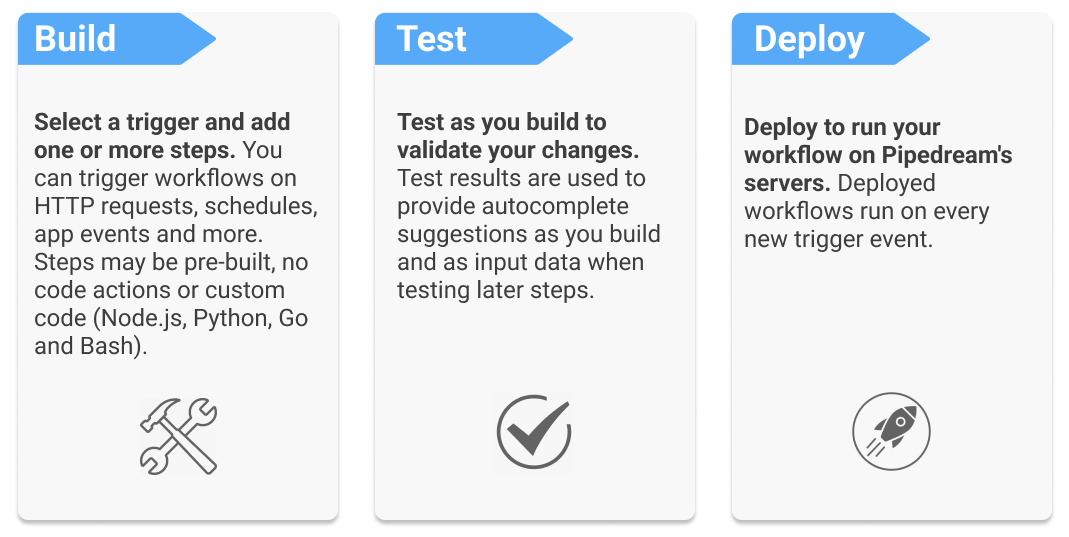 Build
Select a trigger and add
one or more steps. You
can trigger workflows on
HTTP requests, schedules,
app events and more.
Steps may be pre-built, no
code actions or custom
code (Node.js, Python, Go
and Bash).
Test
Test as you build to
validate your changes.
Test results are used to
provide autocomplete
suggestions as you build
and as input data when
testing later steps.
Deploy
Deploy to run your
workflow on Pipedream's
servers. Deployed
workflows run on every
new trigger event.